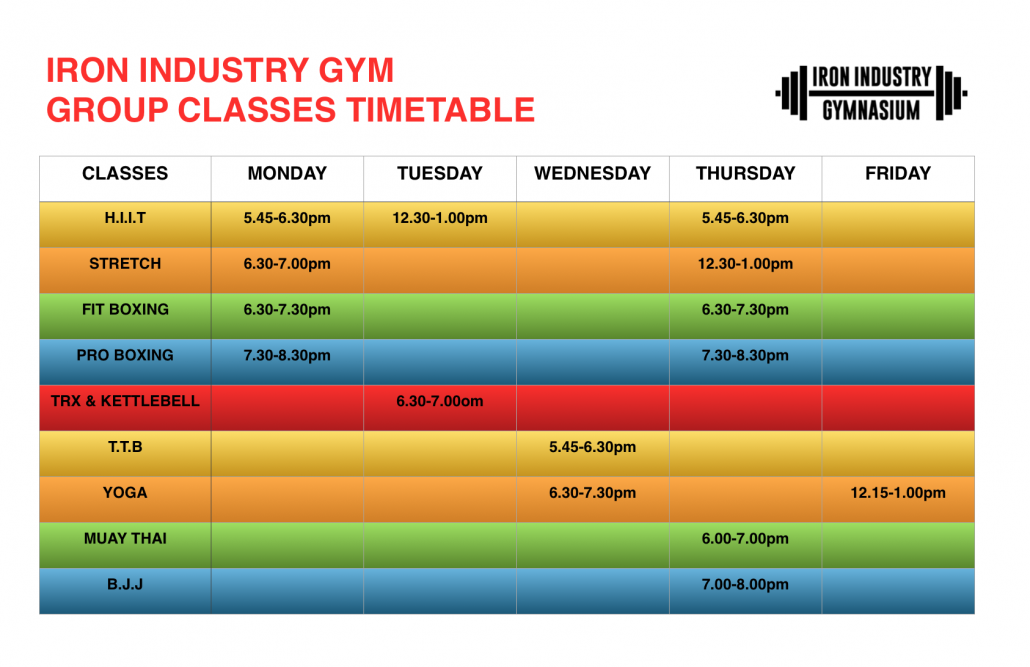 IRON INDUSTRY GYM
GROUP CLASSES TIMETABLE
IRON INDUSTRY
GYMNASIUM
CLASSES MONDAY TUESDAY WEDNESDAY THURSDAY FRIDAY
H.I.I.T 5.45-6.30pm 12.30-1.00pm 5.45-6.30pm
STRETCH 6.30-7.00pm 12.30-1.00pm
FIT BOXING 6.30-7.30pm 6.30-7.30pm
PRO BOXING 7.30-8.30pm 7.30-8.30pm
TRX & KETTLEBELL 6.30-7.00om
T.T.B 5.45-6.30pm
YOGA 6.30-7.30pm 12.15-1.00pm
MUAY THAI 6.00-7.00pm
B.J.J 7.00-8.00pm